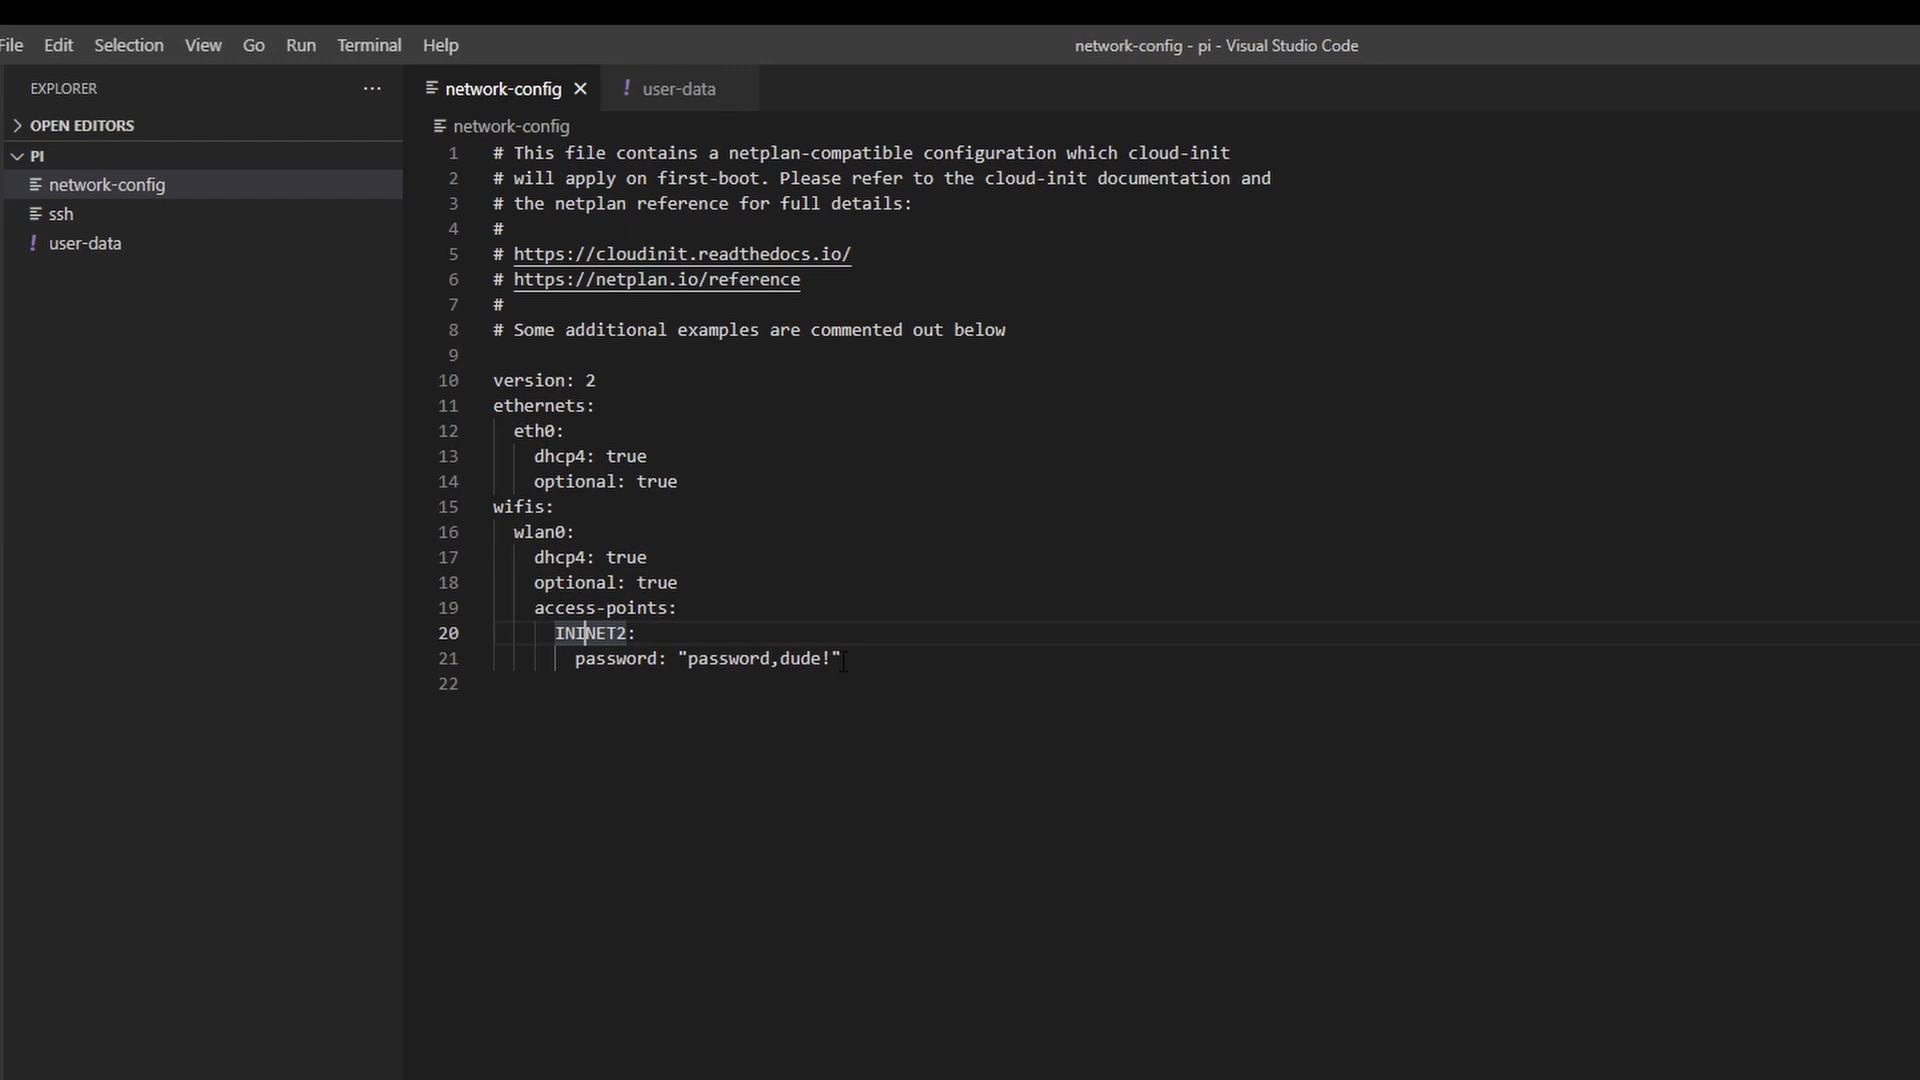 File Edit Selection View Go Run Terminal Help
network-config - pi - Visual Studio Code
EXPLORER
OPEN EDITORS
PI
network-config
ssh
! user-data
network-config
! user-data
network-config
1 # This file contains a netplan-compatible configuration which cloud-init
2 # will apply on first-boot. Please refer to the cloud-init documentation and
3 # the netplan reference for full details:
4 #
5 # https://cloudinit.readthedocs.io/
6 # https://netplan.io/reference
7 #
8 # Some additional examples are commented out below
9
10 version: 2
11 ethernets:
12 eth0:
13 dhcp4: true
14 optional: true
15 wifis:
16 wlan0:
17 dhcp4: true
18 optional: true
19 access-points:
20 ININET2:
21 password: "password,dude!"
22